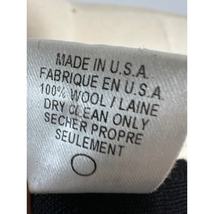 MADE IN U.S.A.
FABRIQUE EN U.S.A.
100% WOOL / LAINE
DRY CLEAN ONLY
SECHER PROPRE
SEULEMENT